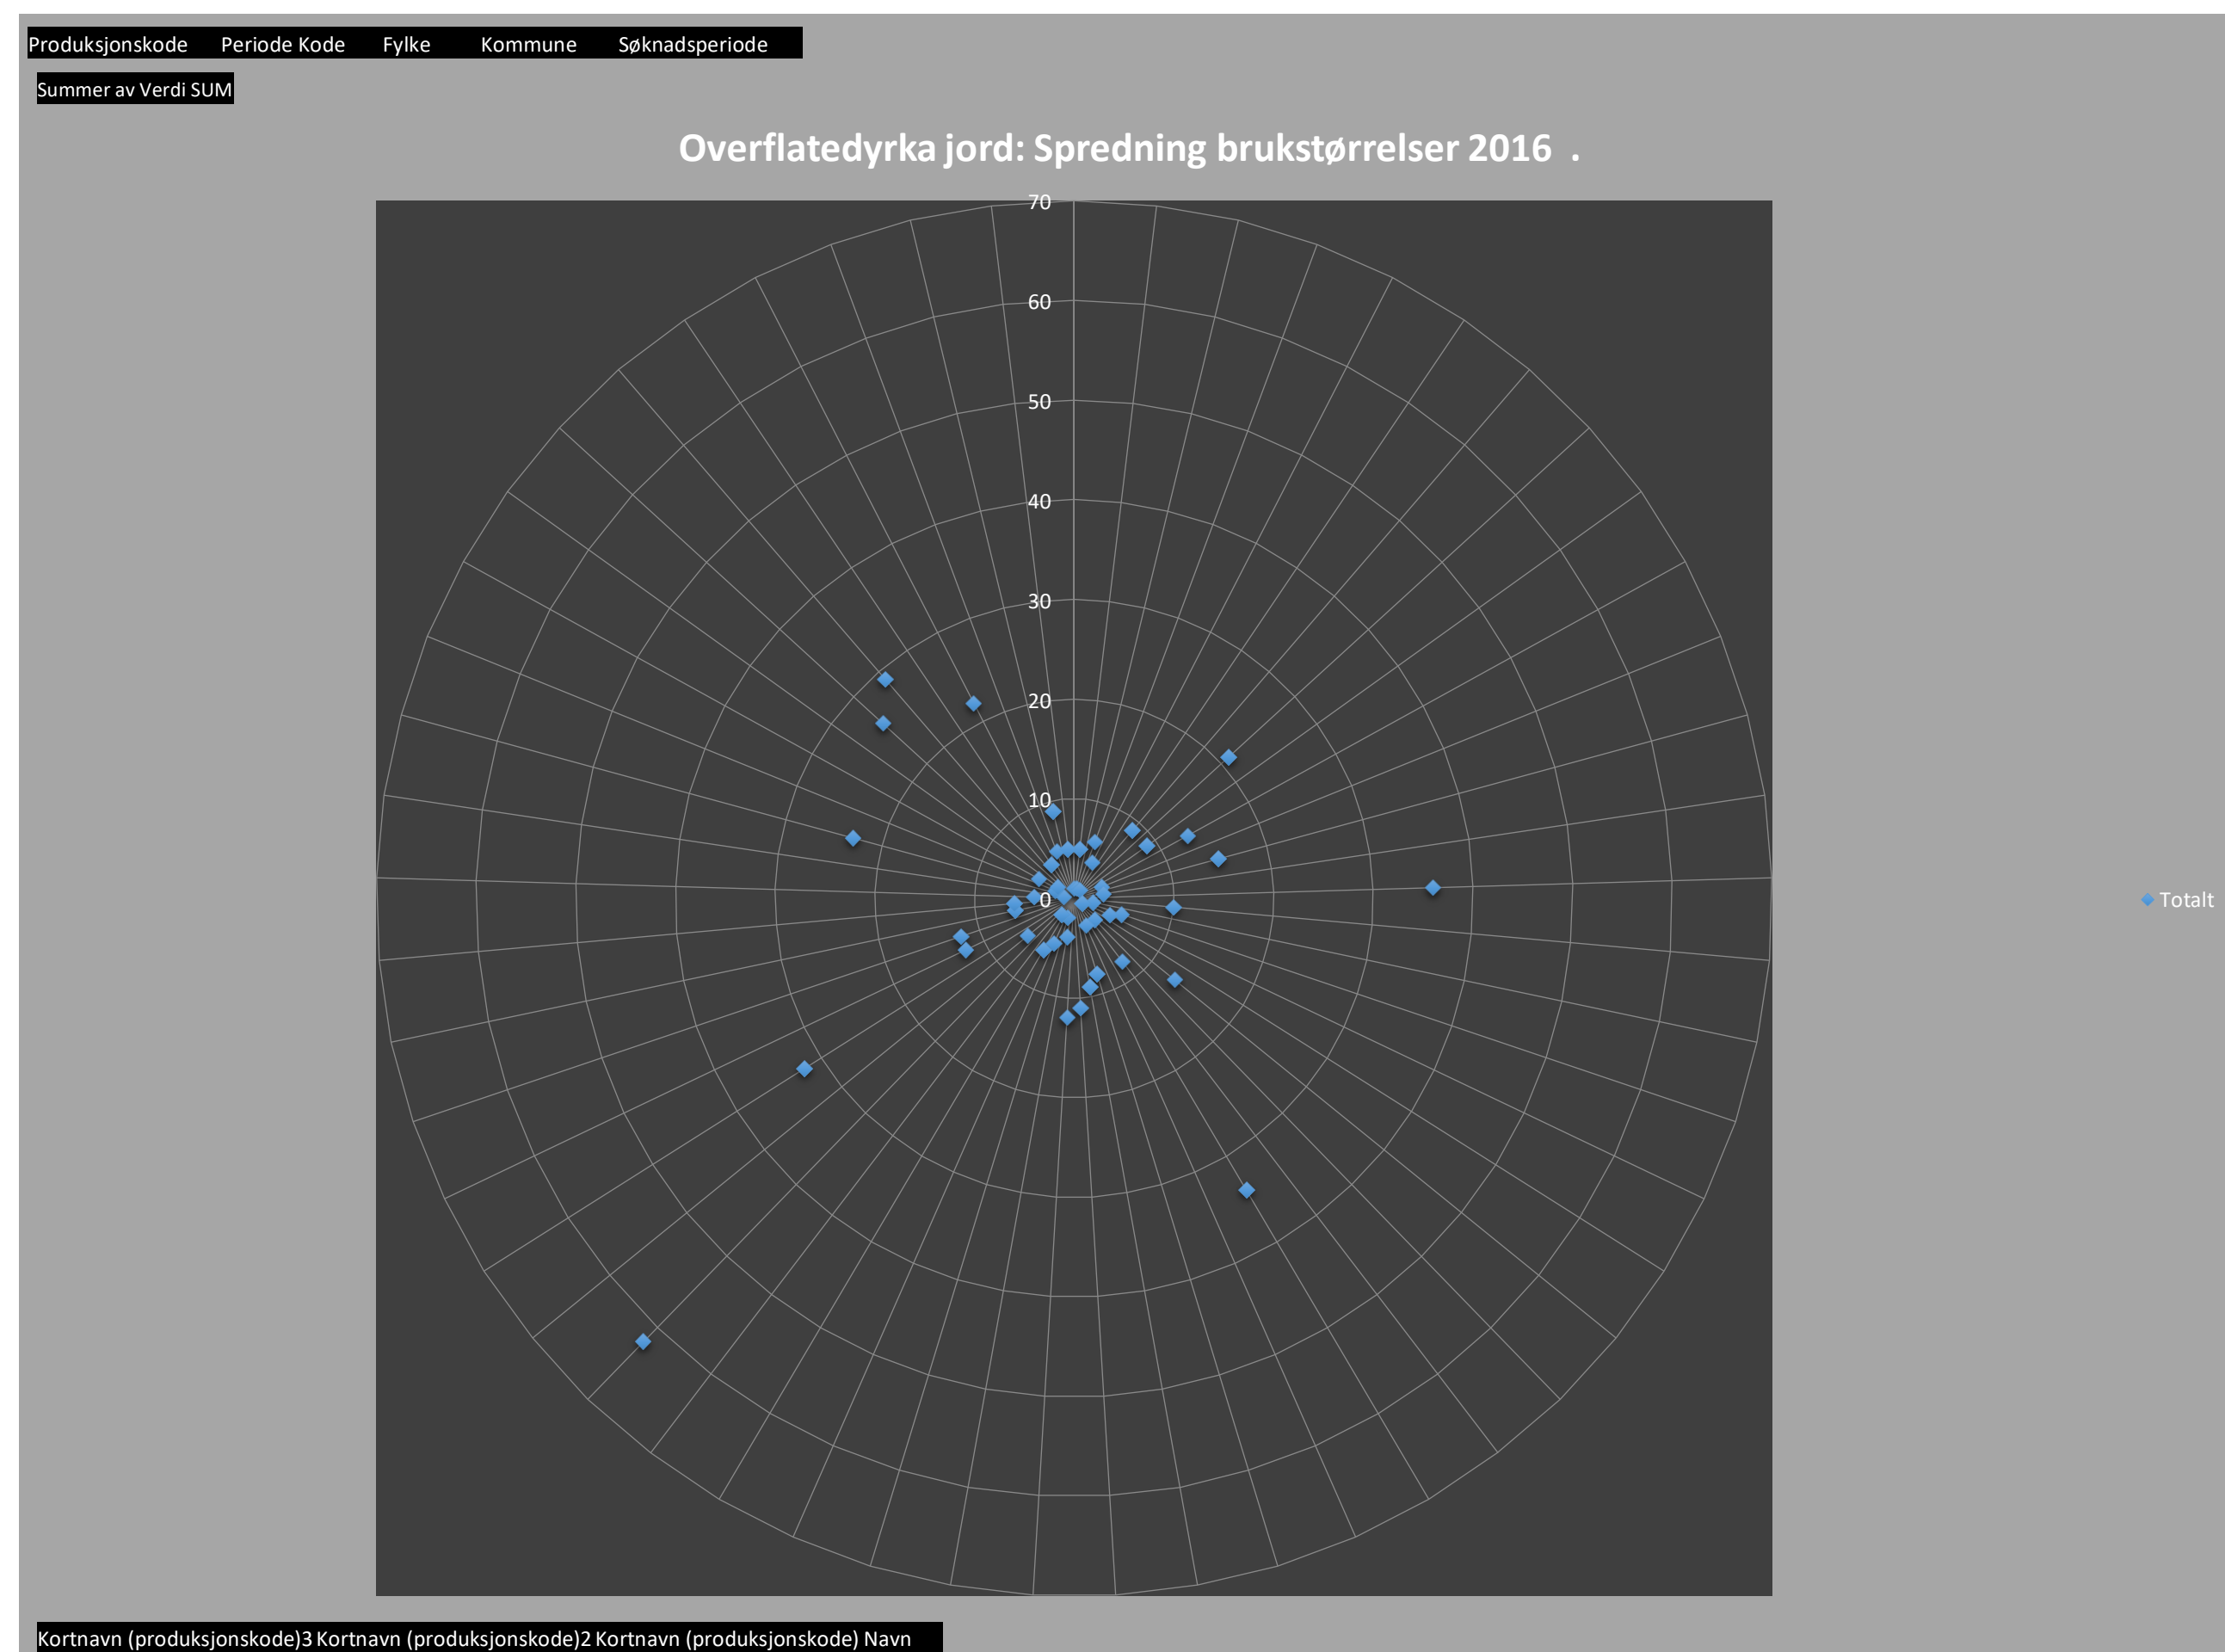 Produksjonskode Periode Kode Fylke Kommune Søknadsperiode
Summer av Verdi SUM
Overflatedyrka jord: Spredning brukstørrelser 2016 .
70
60
50
40
30
20
10
0
Totalt
Kortnavn (produksjonskode)3 Kortnavn (produksjonskode)2 Kortnavn (produksjonskode) Navn